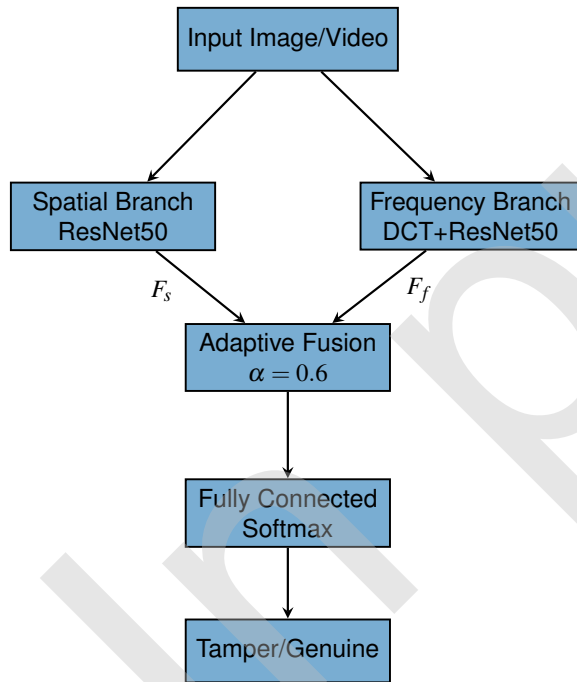 Input Image/Video
Spatial Branch
ResNet50
Frequency Branch
DCT+ResNet50
F_s
F_f
Adaptive Fusion
α = 0.6
Fully Connected
Softmax
Tamper/Genuine
In p